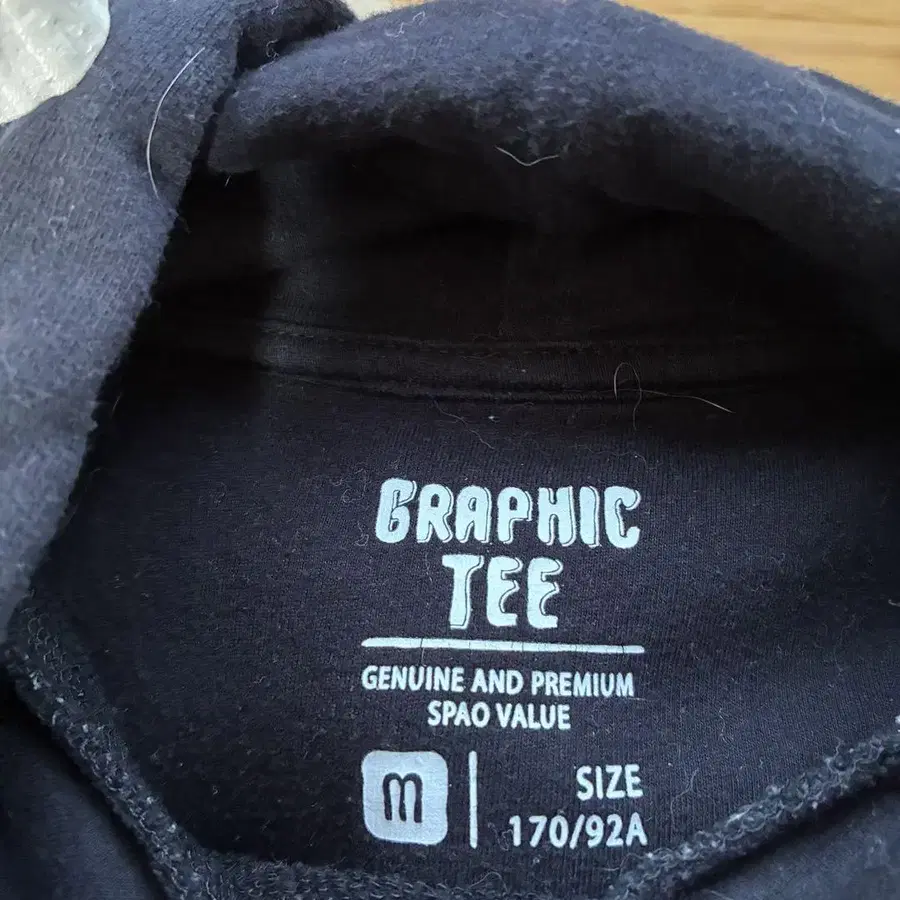 GRAPHIC
TEE
GENUINE AND PREMIUM
SPAO VALUE
m
SIZE
170/92A